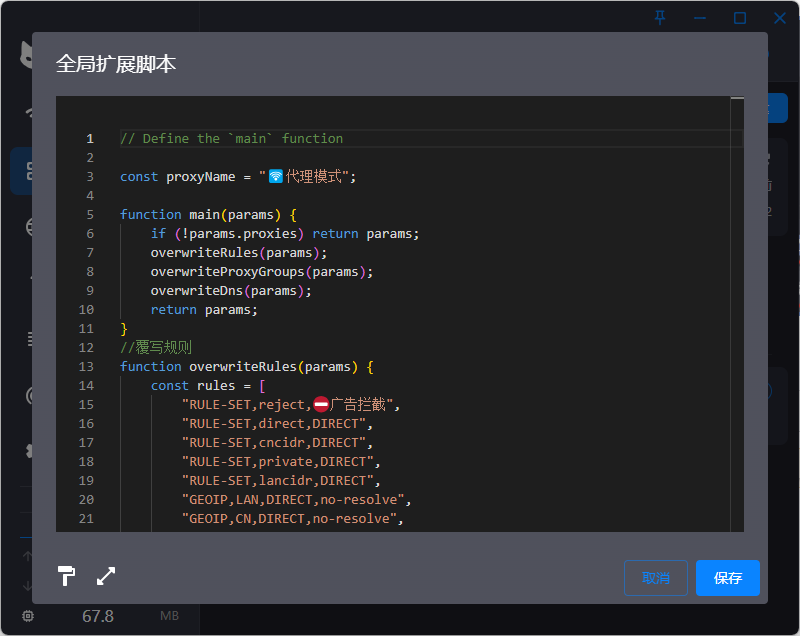 全局扩展脚本
1 // Define the `main` function
2
3 const proxyName = "🛜代理模式";
4
5 function main(params) {
6 if (!params.proxies) return params;
7 overwriteRules(params);
8 overwriteProxyGroups(params);
9 overwriteDns(params);
10 return params;
11 }
12 //覆写规则
13 function overwriteRules(params) {
14 const rules = [
15 "RULE-SET,reject,⛔广告拦截",
16 "RULE-SET,direct,DIRECT",
17 "RULE-SET,cncidr,DIRECT",
18 "RULE-SET,private,DIRECT",
19 "RULE-SET,lancidr,DIRECT",
20 "GEOIP,LAN,DIRECT,no-resolve",
21 "GEOIP,CN,DIRECT,no-resolve",
取消 保存
67.8 MB